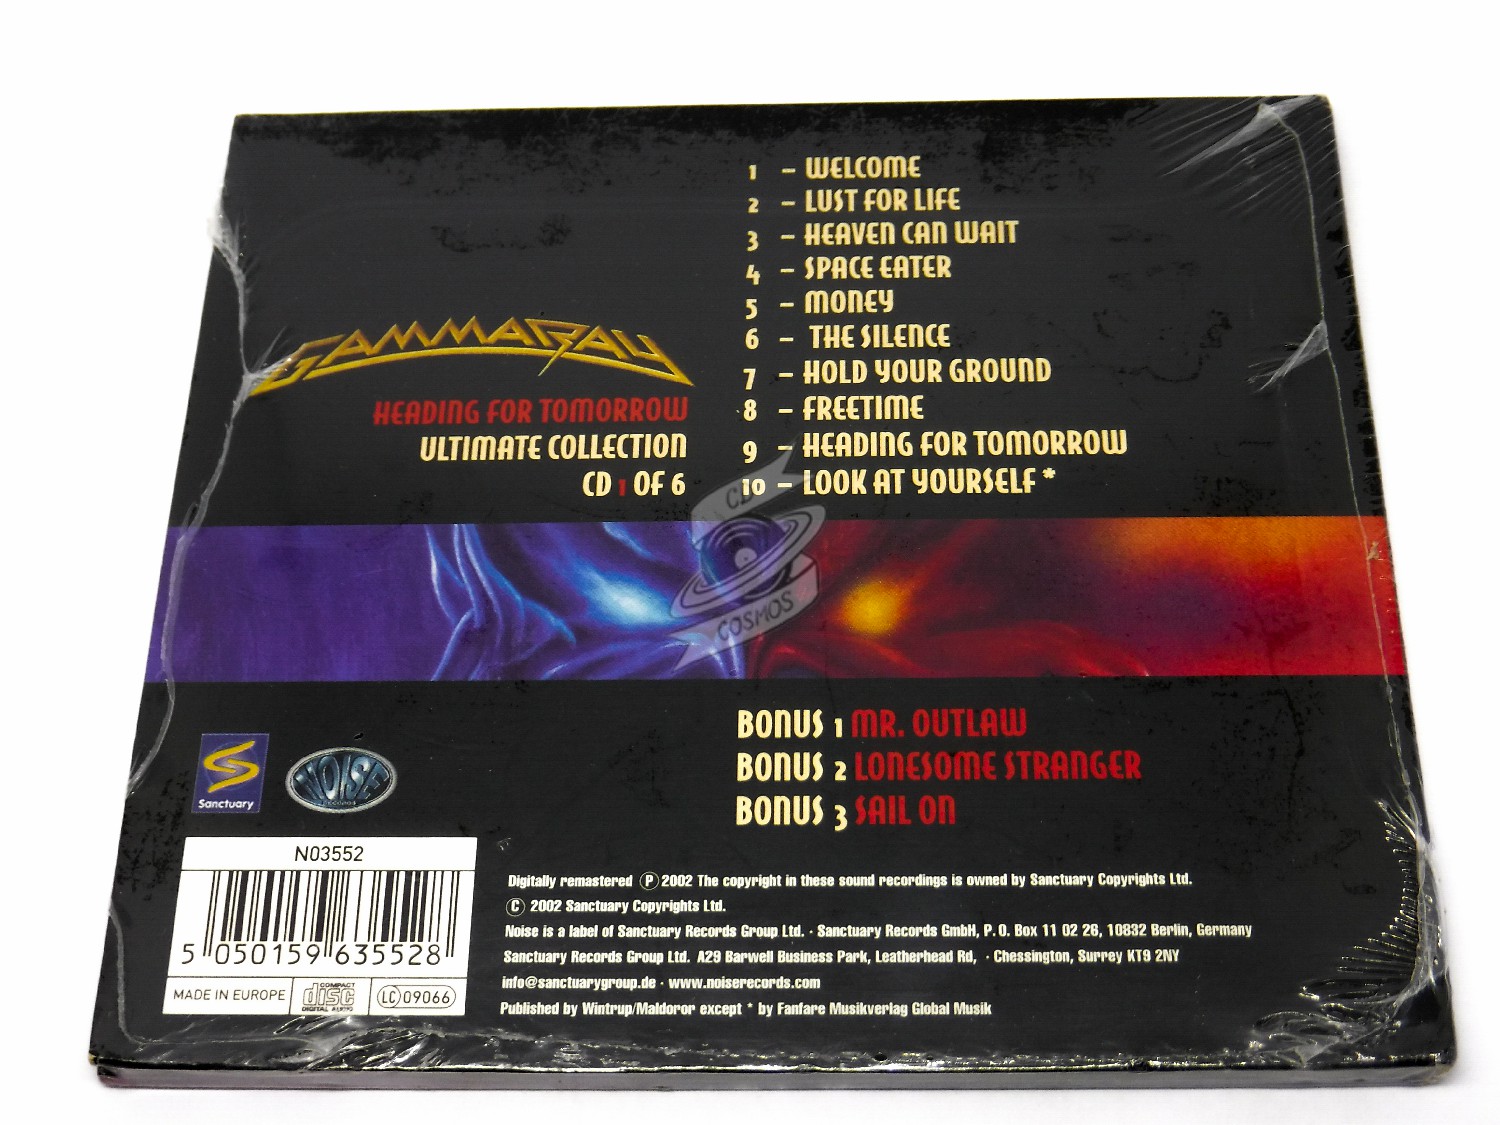 1 – WELCOME
2 – LUST FOR LIFE
3 – HEAVEN CAN WAIT
4 – SPACE EATER
5 – MONEY
6 – THE SILENCE
7 – HOLD YOUR GROUND
8 – FREETIME
9 – HEADING FOR TOMORROW
10 – LOOK AT YOURSELF *
GAMMA RAY
HEADING FOR TOMORROW
ULTIMATE COLLECTION
CD 1 OF 6
CD
COSMOS
BONUS 1 MR. OUTLAW
BONUS 2 LONESOME STRANGER
BONUS 3 SAIL ON
Sanctuary
NOISE
RECORDS
N03552
5 050159 635528
MADE IN EUROPE
COMPACT
disc
DIGITAL AUDIO
LC 09066
Digitally remastered Ⓟ 2002 The copyright in these sound recordings is owned by Sanctuary Copyrights Ltd.
© 2002 Sanctuary Copyrights Ltd.
Noise is a label of Sanctuary Records Group Ltd. · Sanctuary Records GmbH, P. O. Box 11 02 26, 10832 Berlin, Germany
Sanctuary Records Group Ltd. A29 Barwell Business Park, Leatherhead Rd, · Chessington, Surrey KT9 2NY
info@sanctuarygroup.de · www.noiserecords.com
Published by Wintrup/Maldoror except * by Fanfare Musikverlag Global Musik